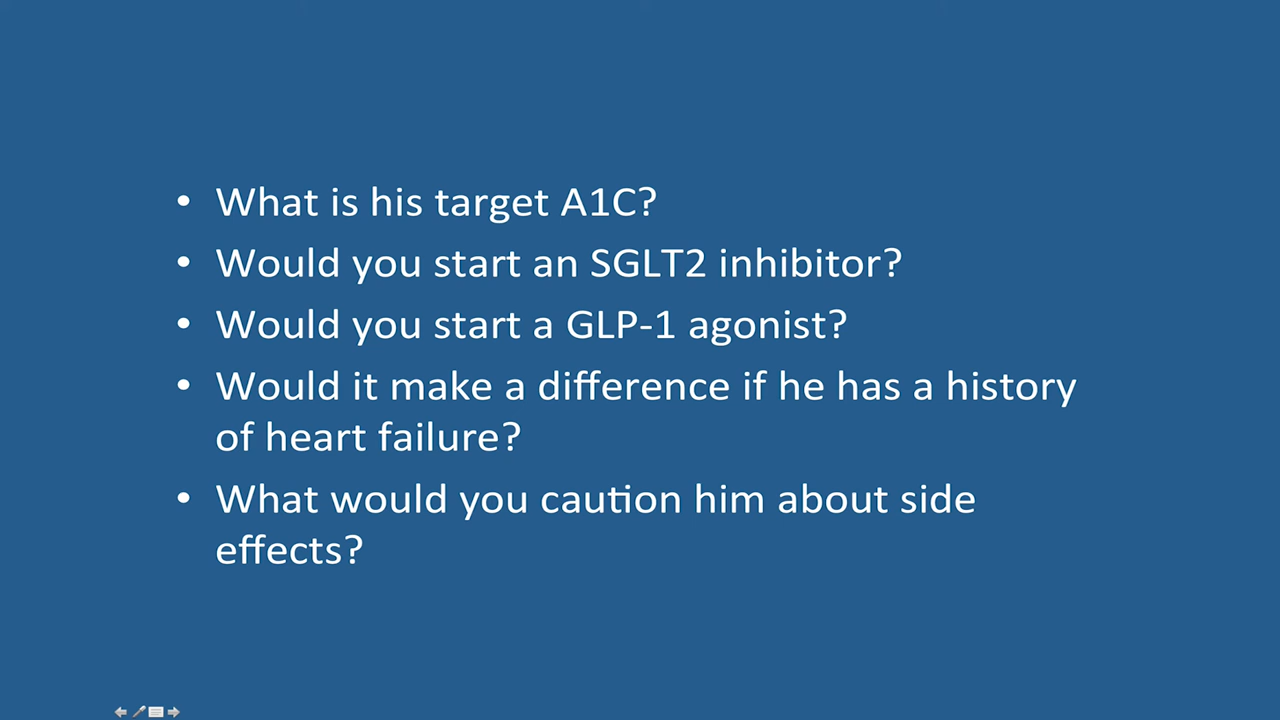 • What is his target A1C?
• Would you start an SGLT2 inhibitor?
• Would you start a GLP-1 agonist?
• Would it make a difference if he has a history
of heart failure?
• What would you caution him about side
effects?